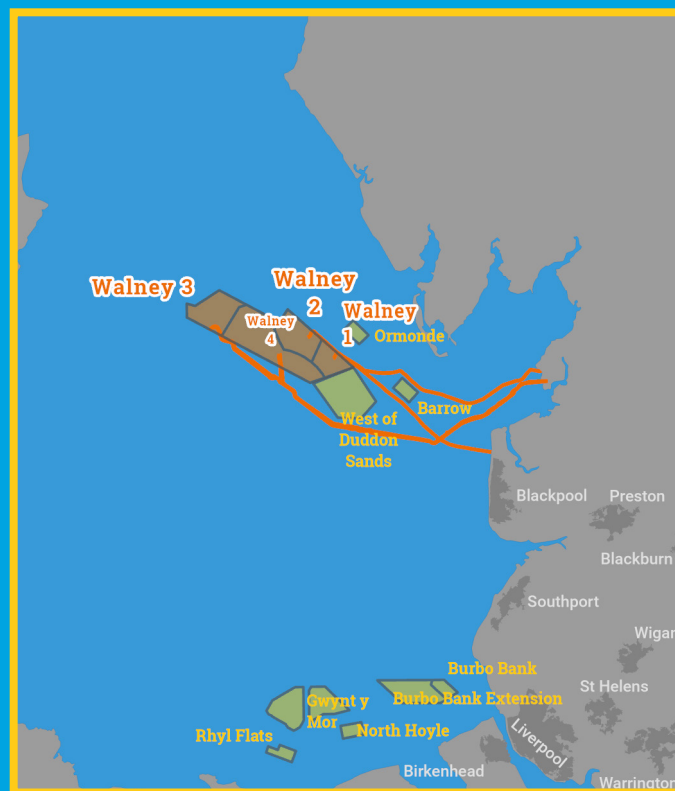 Walney 3
Walney
2
Walney
1
Walney
4
Ormonde
Barrow
West of
Duddon
Sands
Blackpool
Preston
Blackburn
Southport
Burbo Bank
St Helens
Burbo Bank Extension
Gwynt y
Mor
North Hoyle
Rhyl Flats
Liverpool
Birkenhead
Warrington